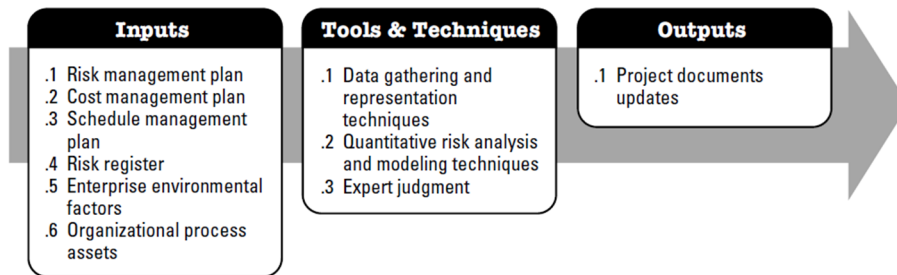 Inputs
.1 Risk management plan
.2 Cost management plan
.3 Schedule management
plan
.4 Risk register
.5 Enterprise environmental
factors
.6 Organizational process
assets
Tools & Techniques
.1 Data gathering and
representation
techniques
.2 Quantitative risk analysis
and modeling techniques
.3 Expert judgment
Outputs
.1 Project documents
updates